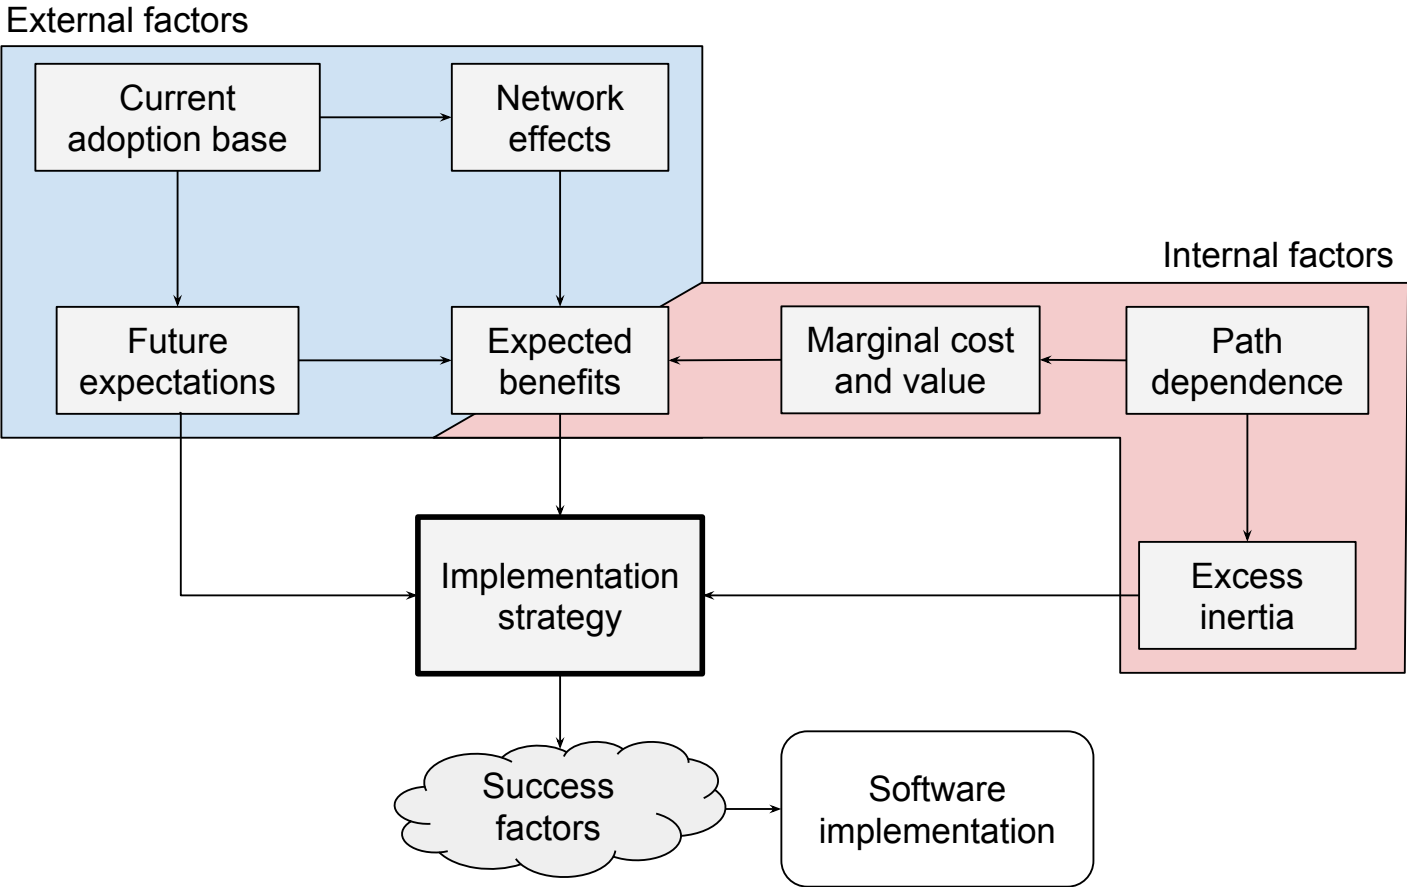 External factors
Current
adoption base
Network
effects
Internal factors
Future
expectations
Expected
benefits
Marginal cost
and value
Path
dependence
Implementation
strategy
Excess
inertia
Success
factors
Software
implementation